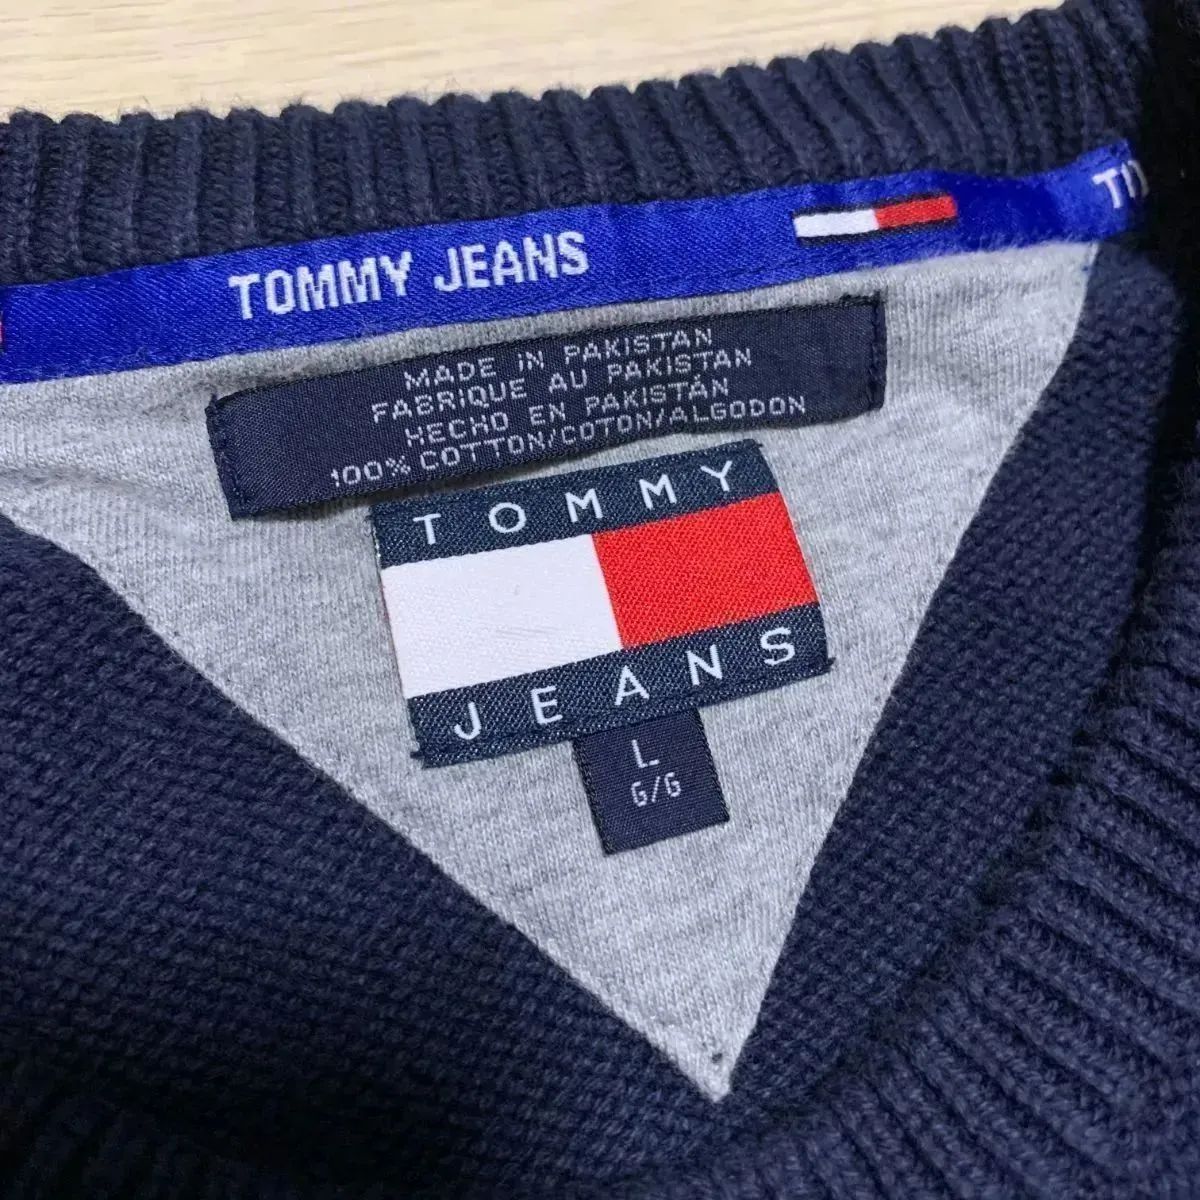 TOMMY JEANS
MADE IN PAKISTAN
FABRIQUE AU PAKISTAN
HECHO EN PAKISTÁN
100% COTTON/COTON/ALGODON
TOMMY
JEANS
L
G/G